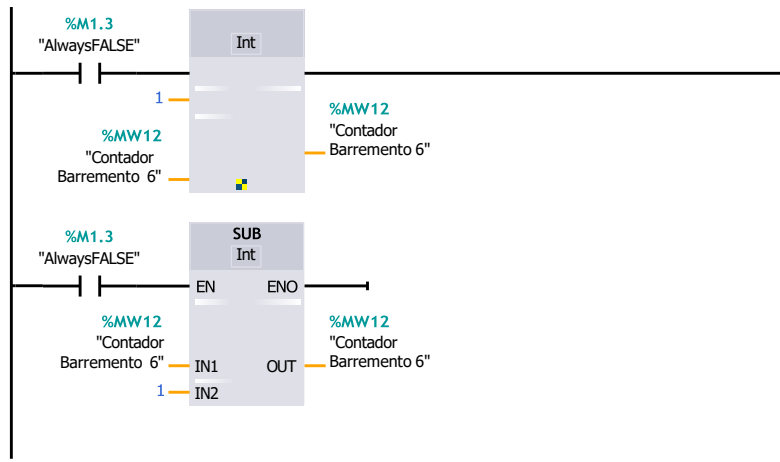 %M1.3
"AlwaysFALSE"
Int
1
%MW12
"Contador
Barremento 6"
%MW12
"Contador
Barremento 6"
%M1.3
"AlwaysFALSE"
SUB
Int
EN ENO
%MW12
"Contador
Barremento 6"
IN1
OUT
%MW12
"Contador
Barremento 6"
1
IN2